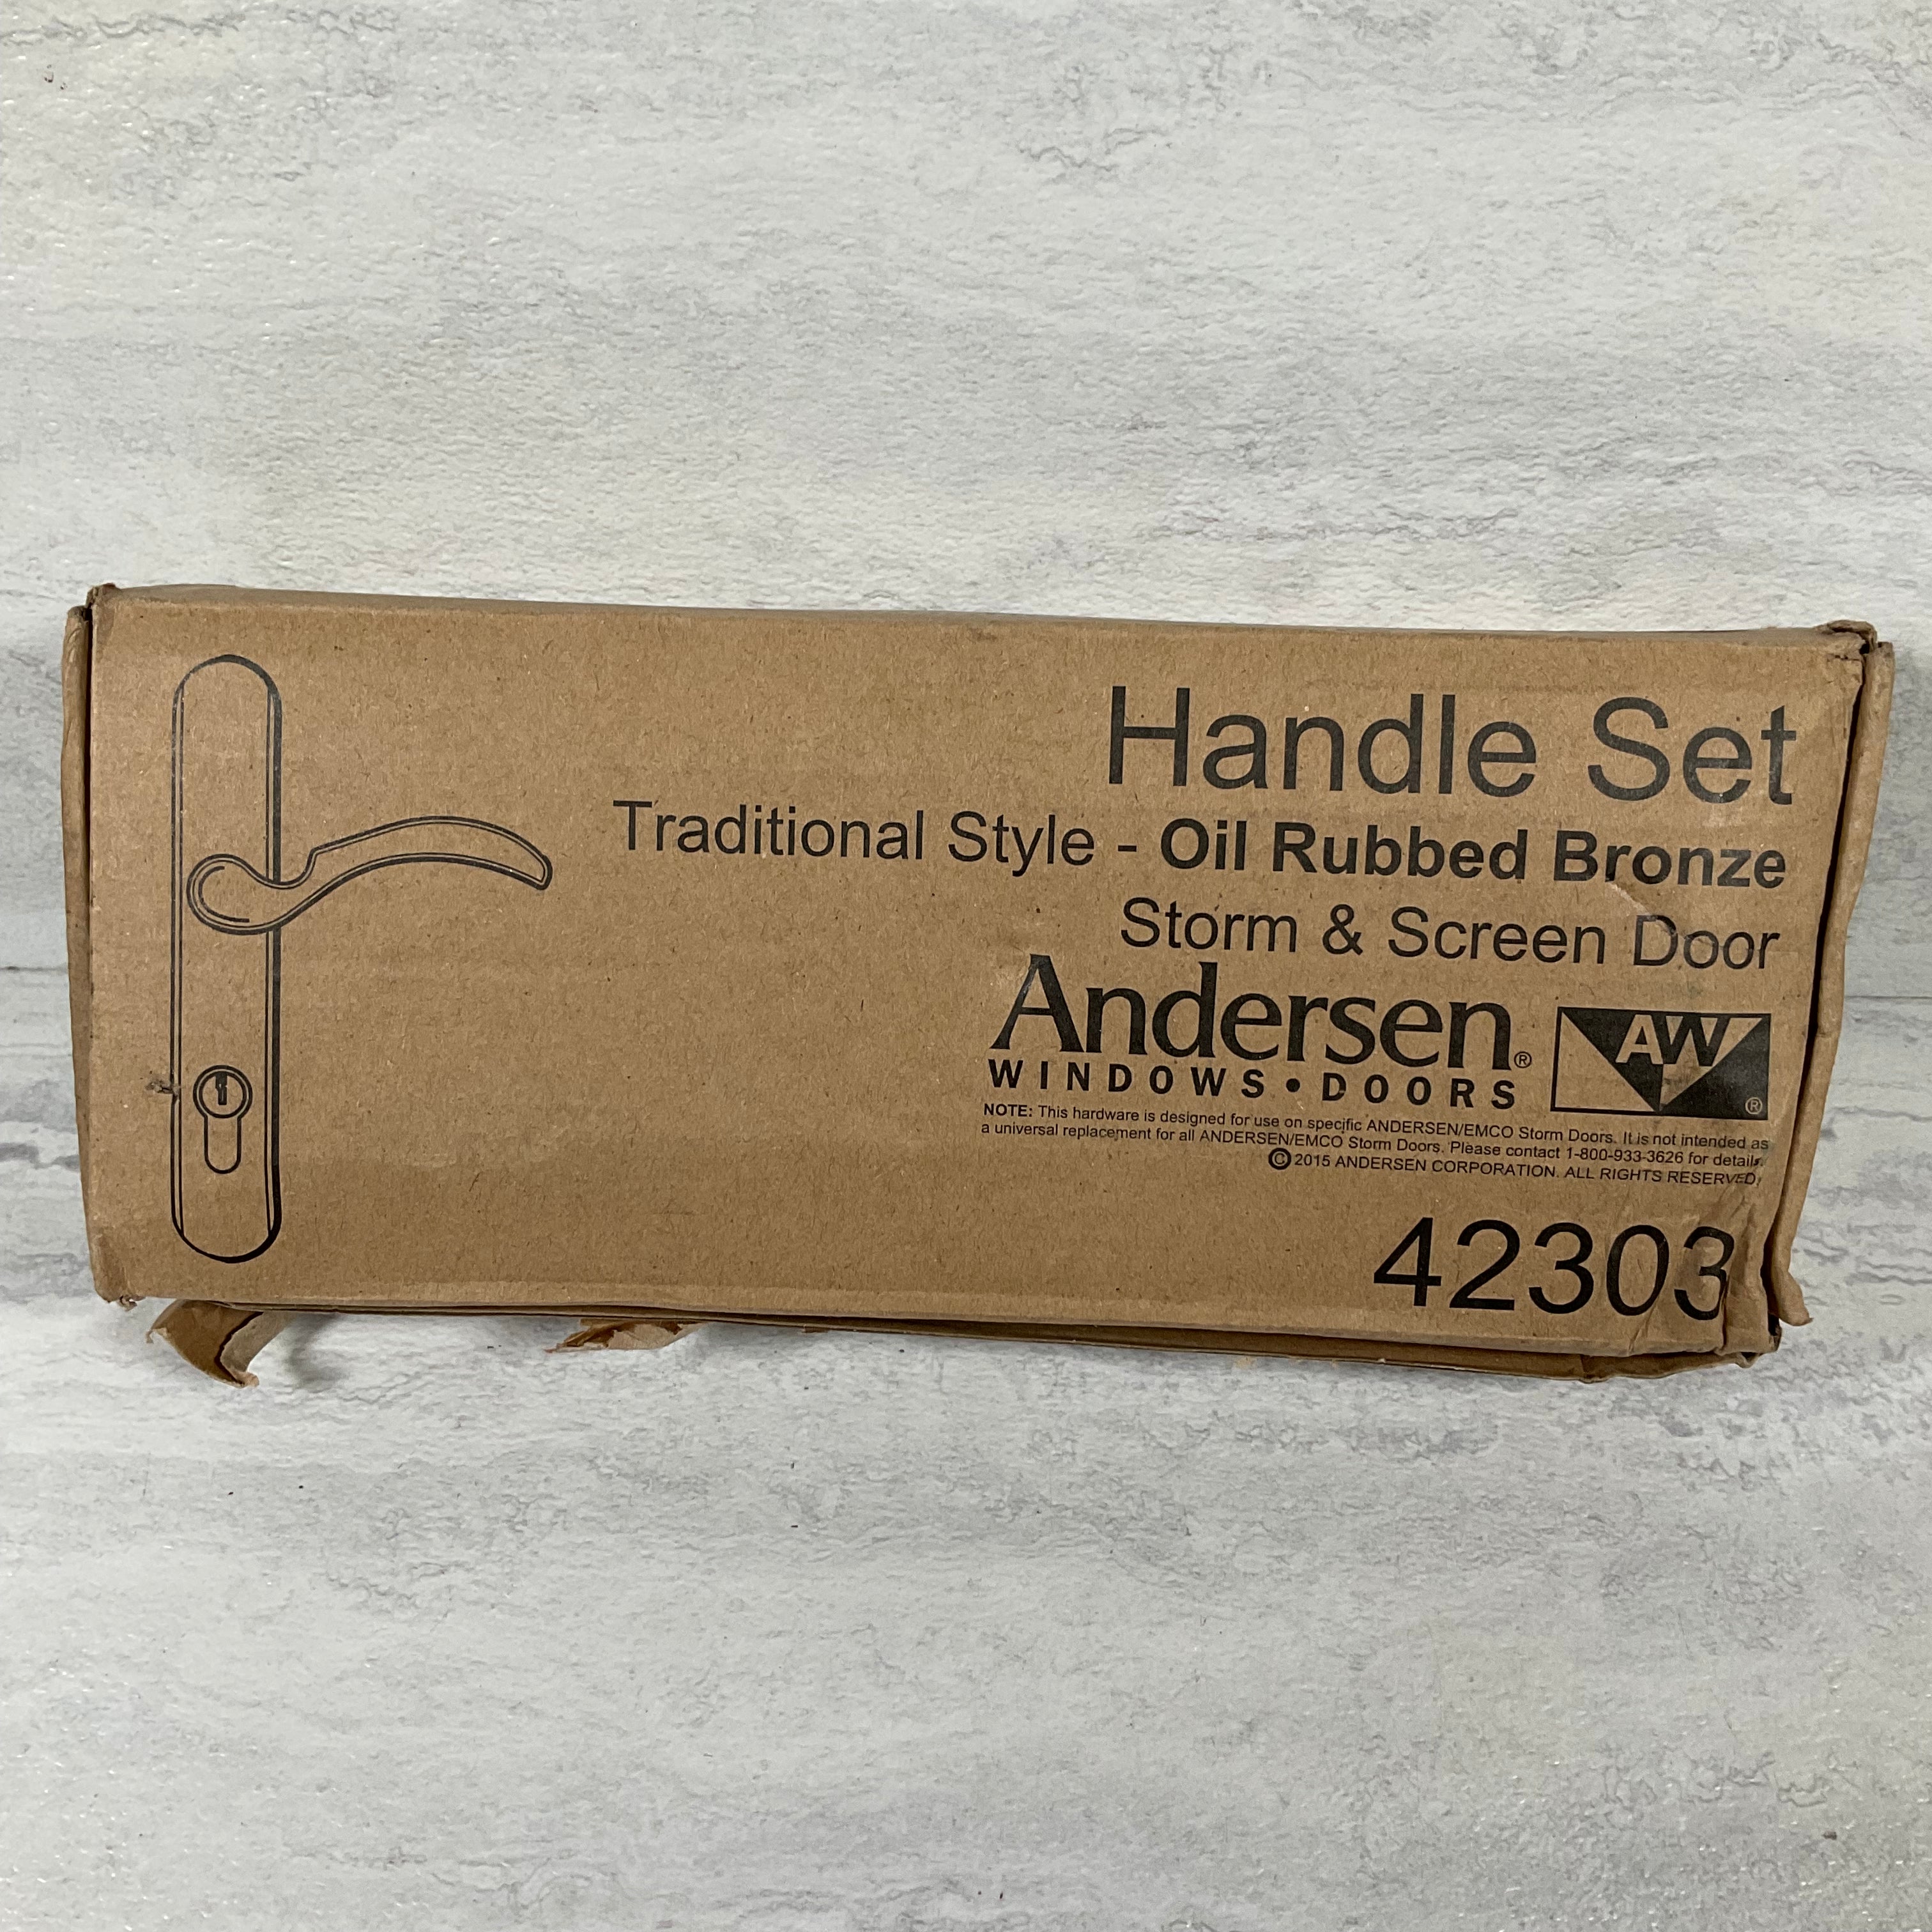 Handle Set
Traditional Style - Oil Rubbed Bronze
Storm & Screen Door
Andersen®
WINDOWS • DOORS
AW®
NOTE: This hardware is designed for use on specific ANDERSEN/EMCO Storm Doors. It is not intended as
a universal replacement for all ANDERSEN/EMCO Storm Doors. Please contact 1-800-933-3626 for details.
© 2015 ANDERSEN CORPORATION. ALL RIGHTS RESERVED.
42303